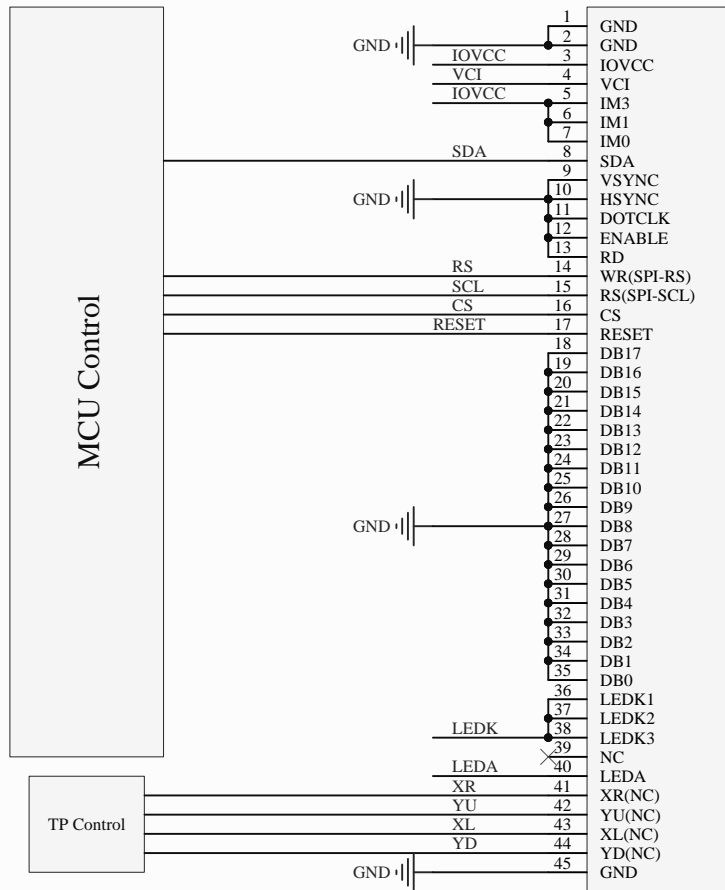 1 GND
GND 2 GND
IOVCC 3 IOVCC
VCI 4 VCI
IOVCC 5 IM3
6 IM1
7 IM0
SDA 8 SDA
9 VSYNC
GND 10 HSYNC
11 DOTCLK
12 ENABLE
13 RD
RS 14 WR(SPI-RS)
SCL 15 RS(SPI-SCL)
CS 16 CS
RESET 17 RESET
MCU Control
18 DB17
19 DB16
20 DB15
21 DB14
22 DB13
23 DB12
24 DB11
25 DB10
26 DB9
GND 27 DB8
28 DB7
29 DB6
30 DB5
31 DB4
32 DB3
33 DB2
34 DB1
35 DB0
36 LEDK1
37 LEDK2
LEDK 38 LEDK3
39 NC
LEDA 40 LEDA
XR 41 XR(NC)
YU 42 YU(NC)
TP Control
XL 43 XL(NC)
YD 44 YD(NC)
GND 45 GND